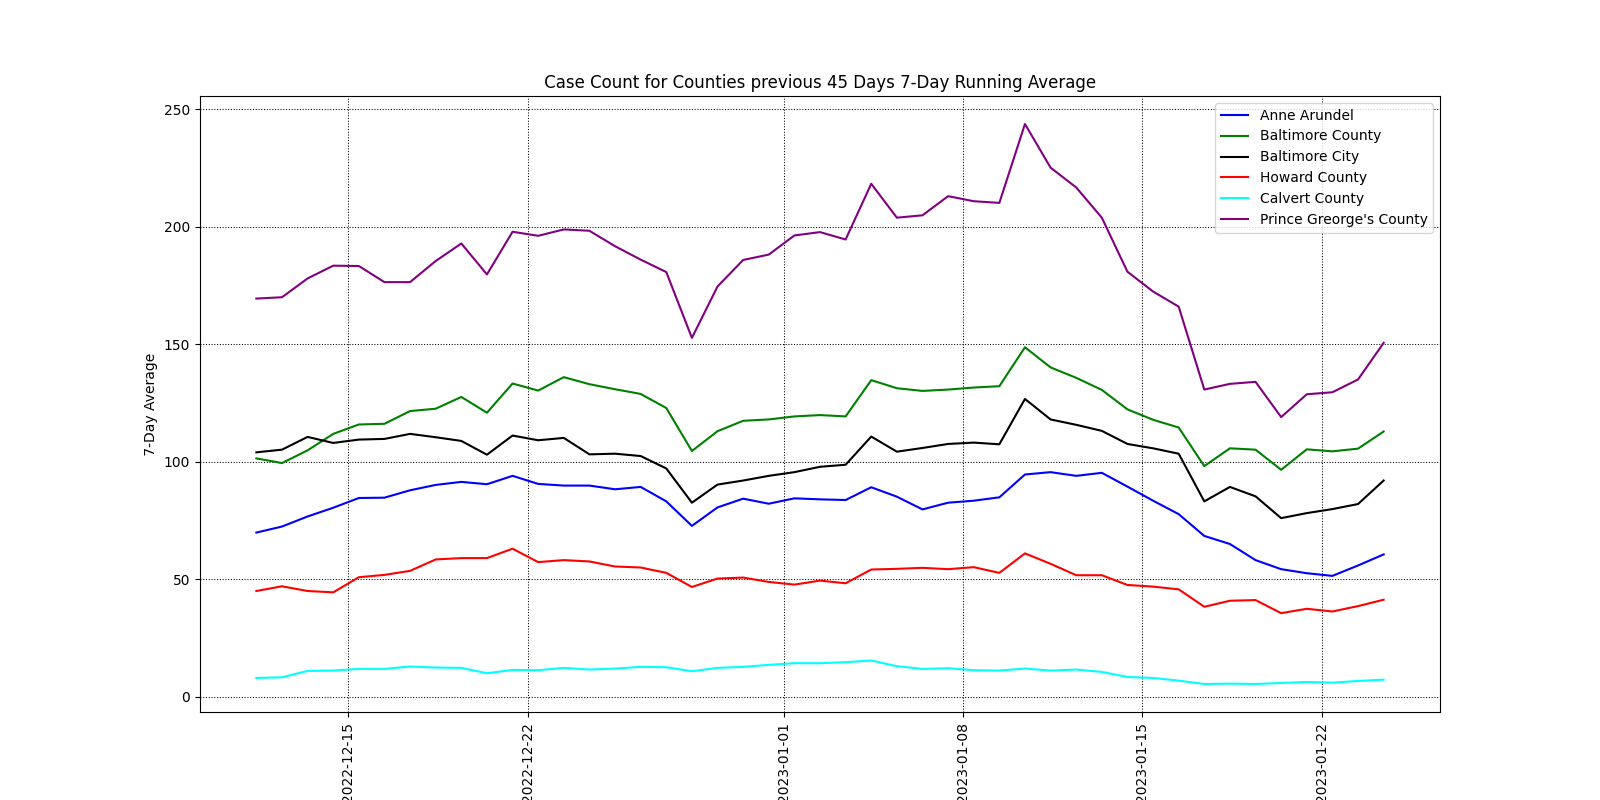 Case Count for Counties previous 45 Days 7-Day Running Average
Anne Arundel
Baltimore County
Baltimore City
Howard County
Calvert County
Prince Greorge's County
7-Day Average
250
200
150
100
50
0
2022-12-15
2022-12-22
2023-01-01
2023-01-08
2023-01-15
2023-01-22